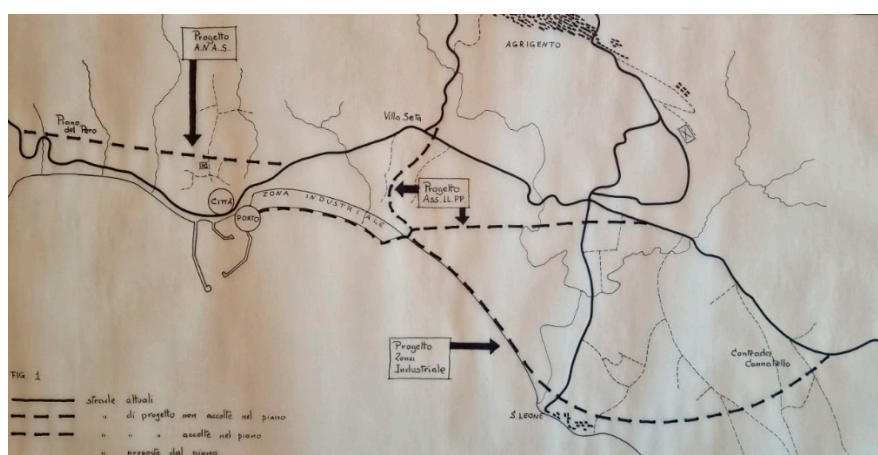 Progetto
A.N.A.S.
AGRIGENTO
Piano
del Pero
Villa Seta
CITTÀ
PORTO
ZONA INDUSTRIALE
Progetto
Ass. LL. PP
Progetto
Zona
Industriale
Contrada
Cannatello
S. LEONE
FIG. 1
strade attuali
" di progetto non accolte nel piano
" " " accolte nel piano
" proposte dal piano